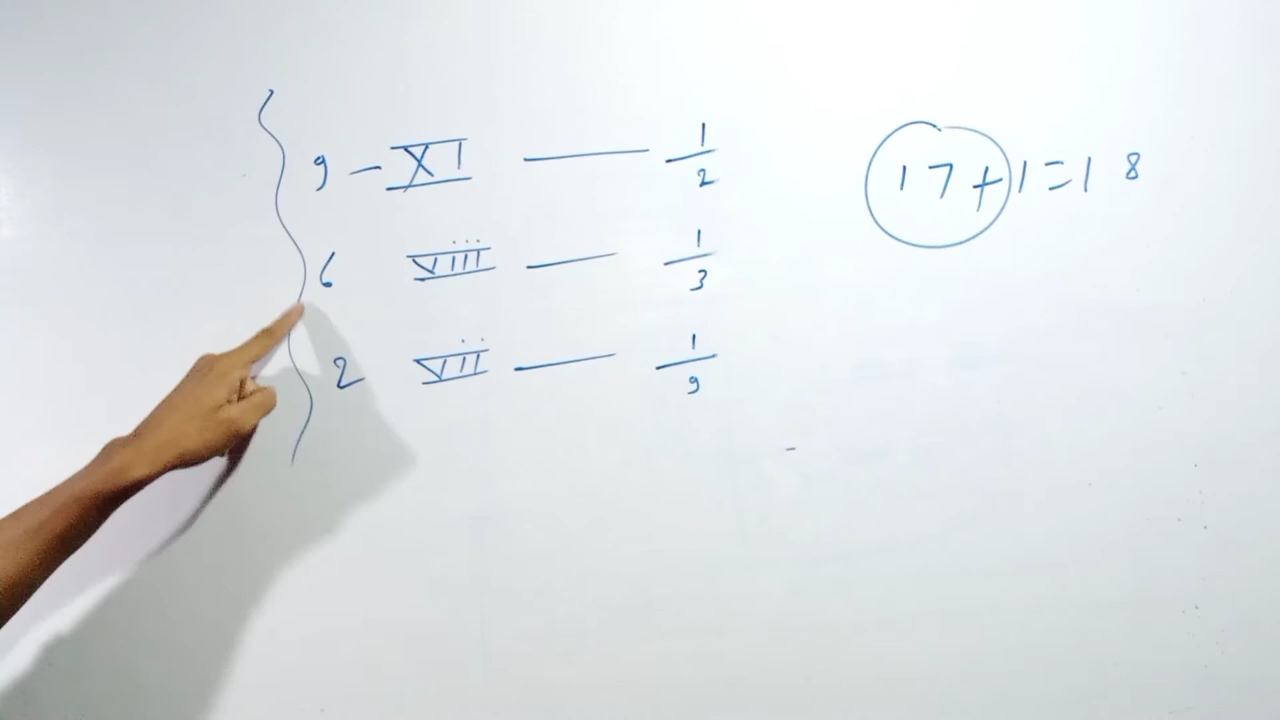 9 – XI — 1/2
17+1=18
6 VIII — 1/3
2 VII — 1/9